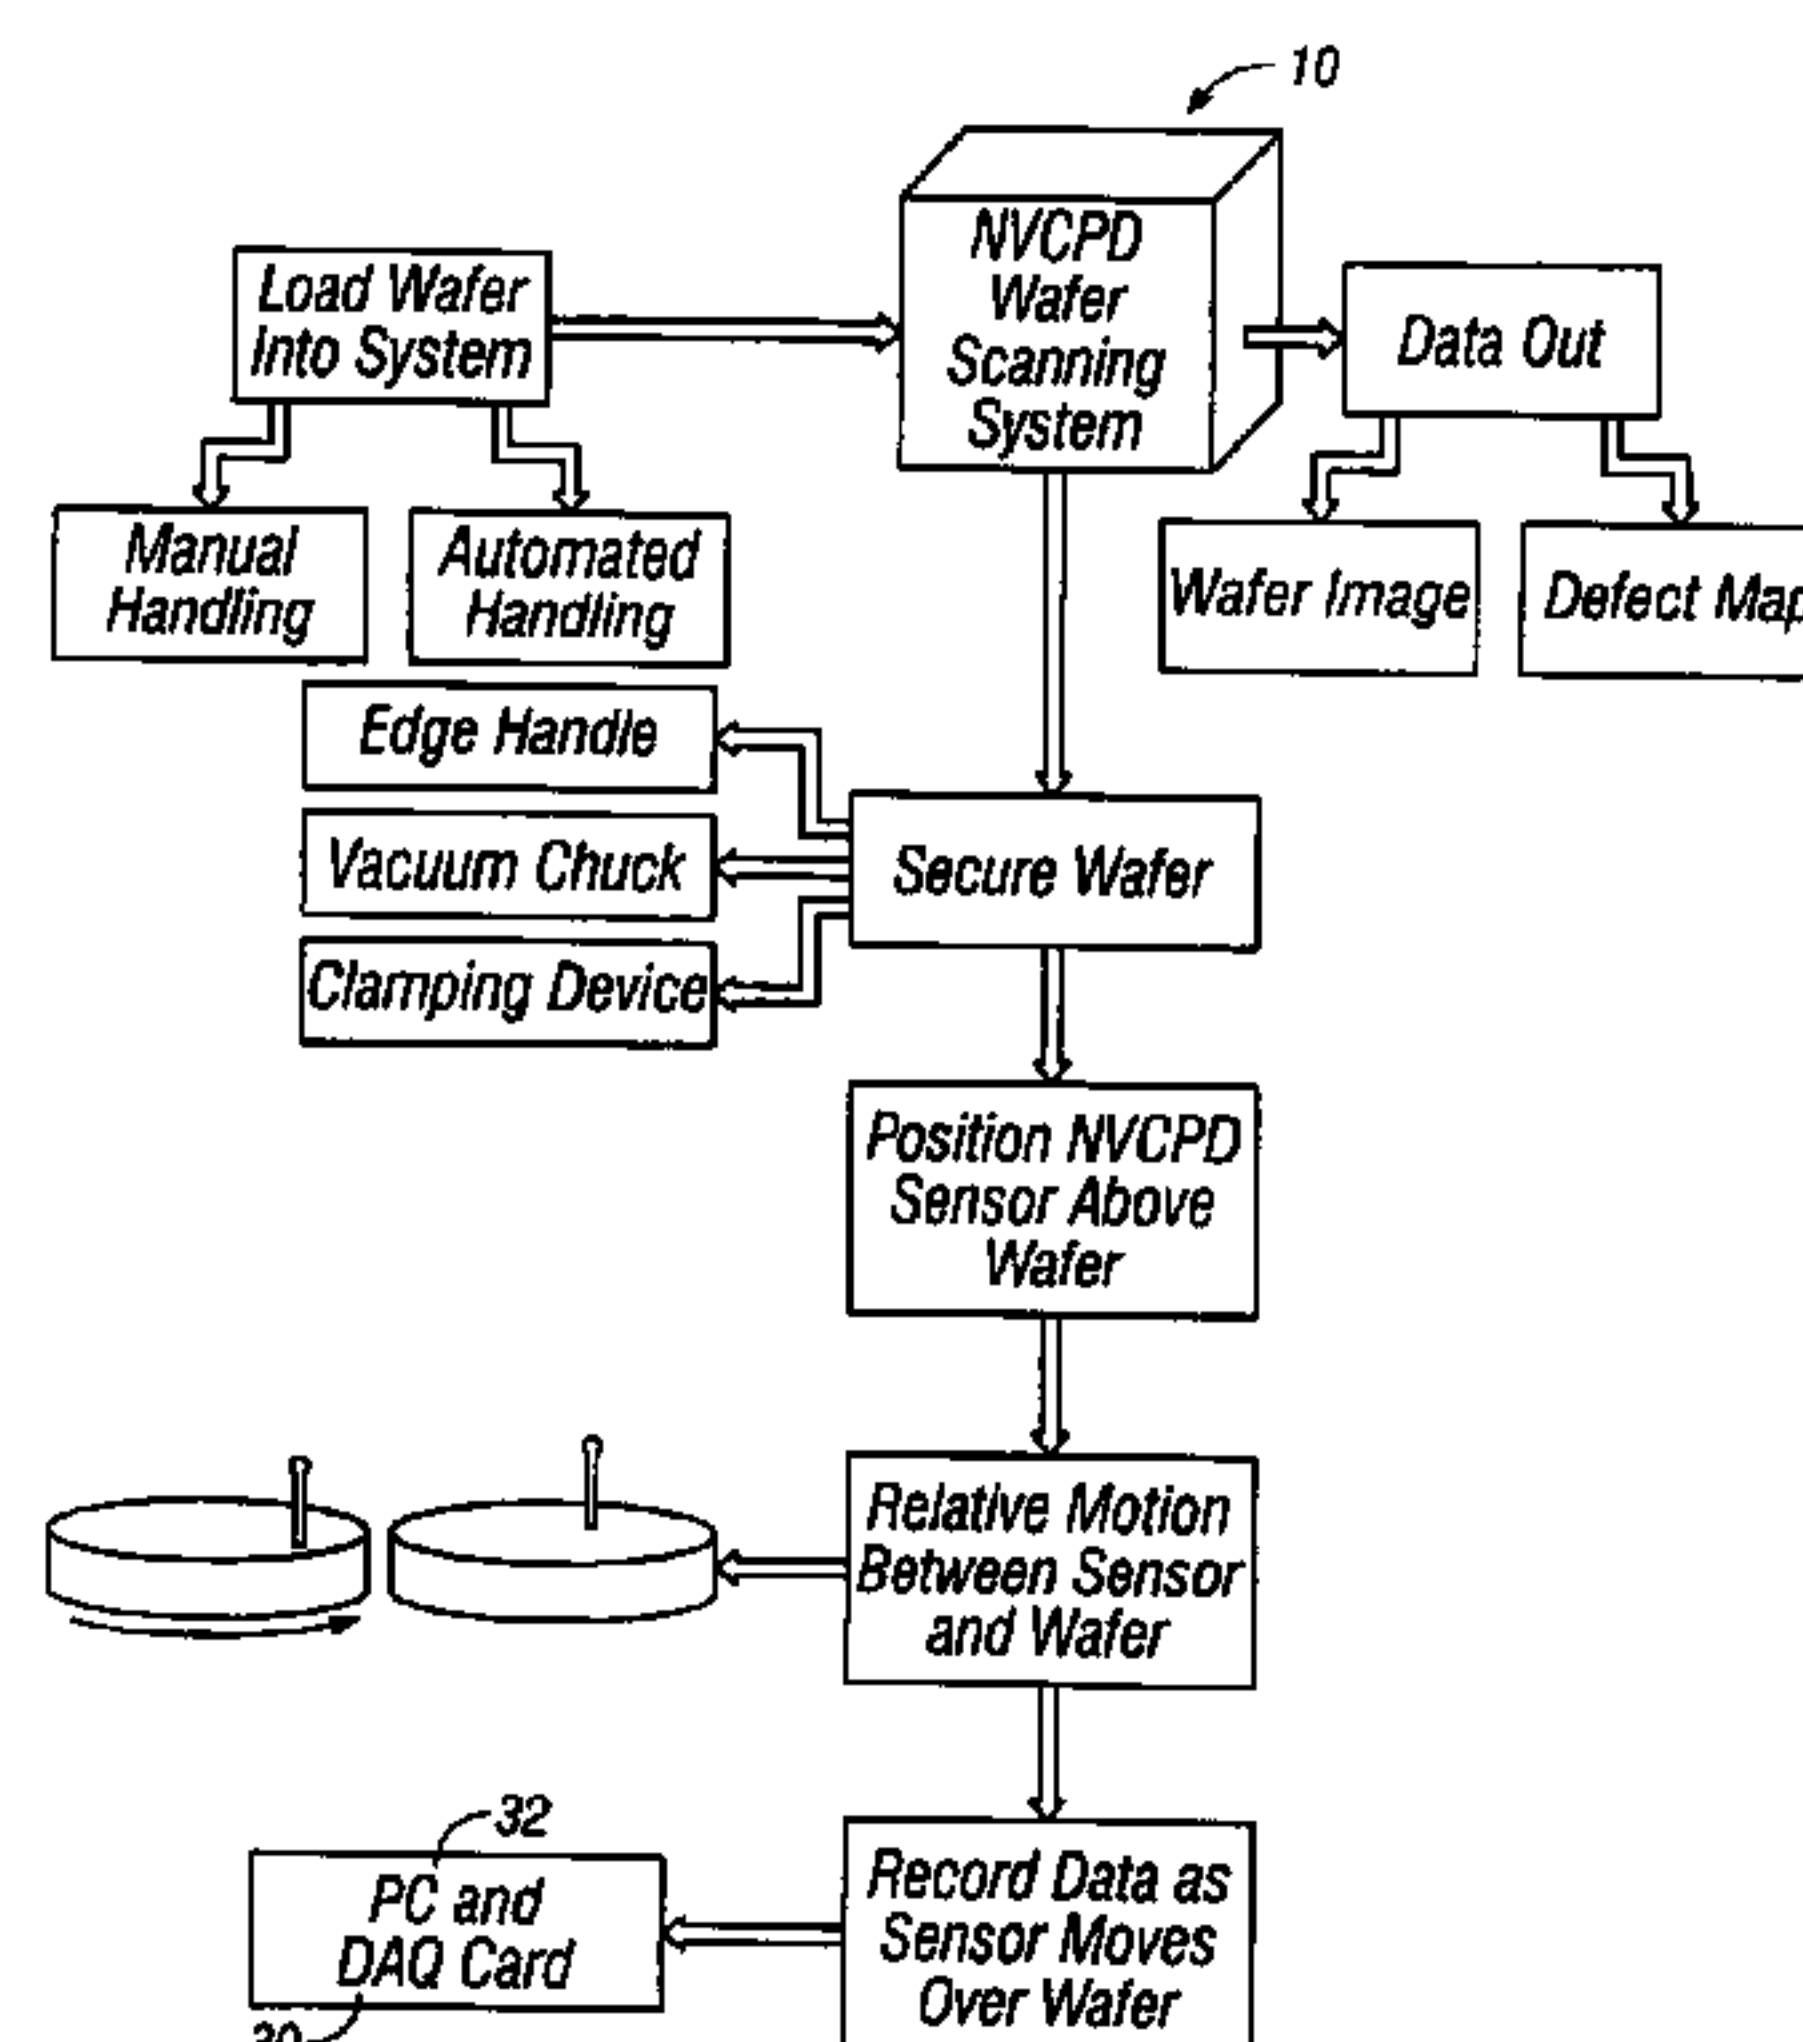 10
NVCPD
Wafer
Scanning
System
Load Wafer
Into System
Data Out
Manual
Handling
Automated
Handling
Wafer Image
Defect Map
Edge Handle
Vacuum Chuck
Clamping Device
Secure Wafer
Position NVCPD
Sensor Above
Wafer
Relative Motion
Between Sensor
and Wafer
32
PC and
DAQ Card
Record Data as
Sensor Moves
Over Wafer